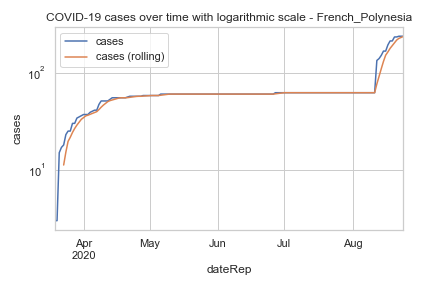 COVID-19 cases over time with logarithmic scale - French_Polynesia
cases
cases (rolling)
10²
10¹
cases
Apr
2020
May
Jun
Jul
Aug
dateRep